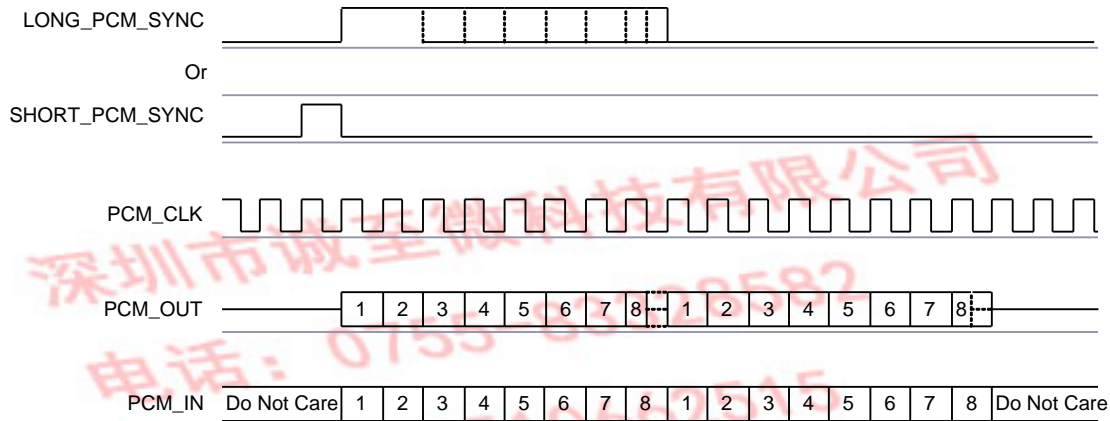 LONG_PCM_SYNC
Or
SHORT_PCM_SYNC
PCM_CLK
PCM_OUT 1 2 3 4 5 6 7 8 1 2 3 4 5 6 7 8
PCM_IN Do Not Care 1 2 3 4 5 6 7 8 1 2 3 4 5 6 7 8 Do Not Care
深圳市诚至微科技有限公司
电话：0755-83328582